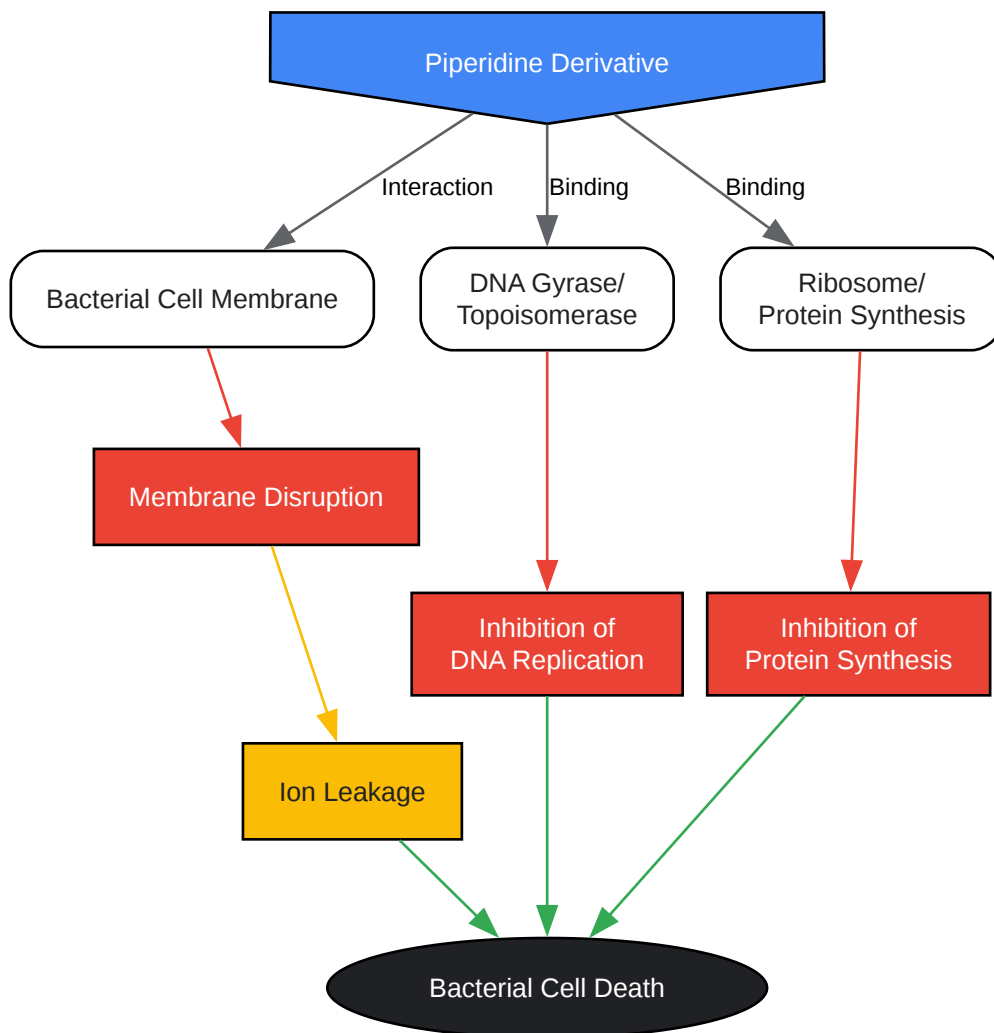 Piperidine Derivative
Interaction
Binding
Binding
Bacterial Cell Membrane
DNA Gyrase/
Topoisomerase
Ribosome/
Protein Synthesis
Membrane Disruption
Inhibition of
DNA Replication
Inhibition of
Protein Synthesis
Ion Leakage
Bacterial Cell Death